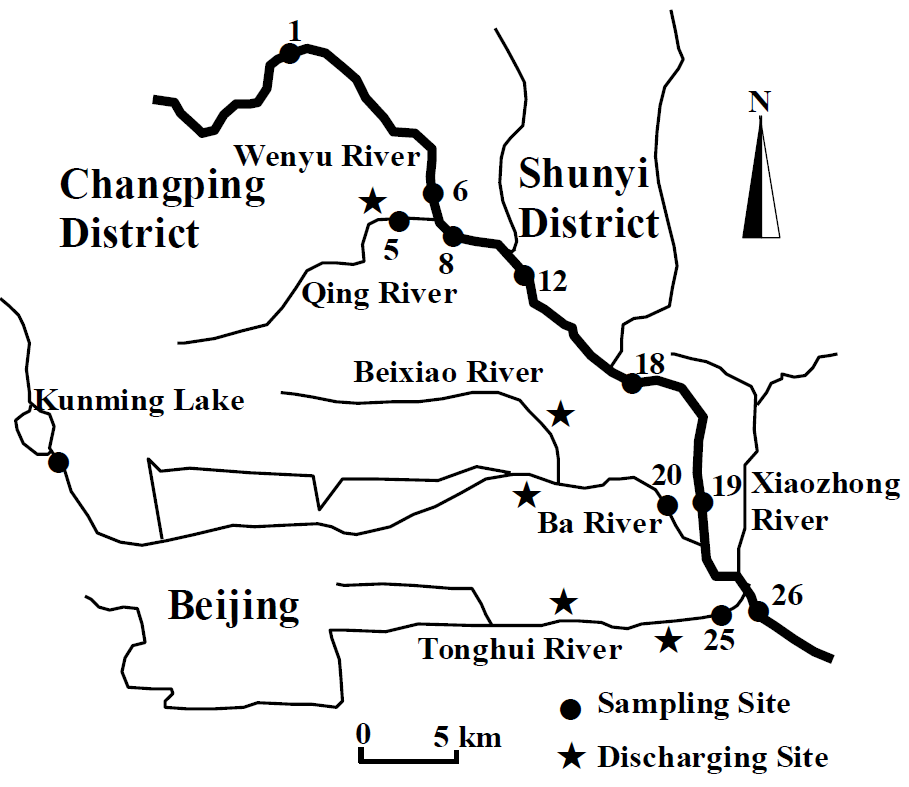 1
N
Wenyu River
Shunyi
District
Changping
District
6
5
8
12
Qing River
18
Beixiao River
Kunming Lake
20
19
Xiaozhong
River
Ba River
Beijing
26
25
Tonghui River
Sampling Site
0
5 km
Discharging Site